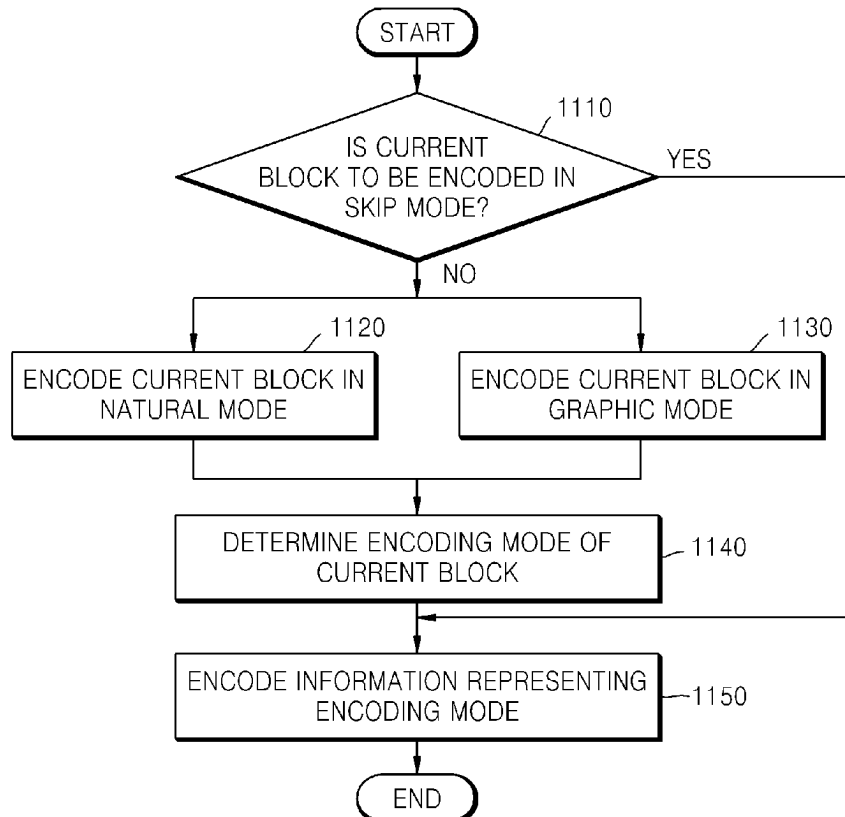 START
1110
IS CURRENT
BLOCK TO BE ENCODED IN
SKIP MODE?
YES
NO
1120
1130
ENCODE CURRENT BLOCK IN
NATURAL MODE
ENCODE CURRENT BLOCK IN
GRAPHIC MODE
DETERMINE ENCODING MODE OF
CURRENT BLOCK
1140
ENCODE INFORMATION REPRESENTING
ENCODING MODE
1150
END